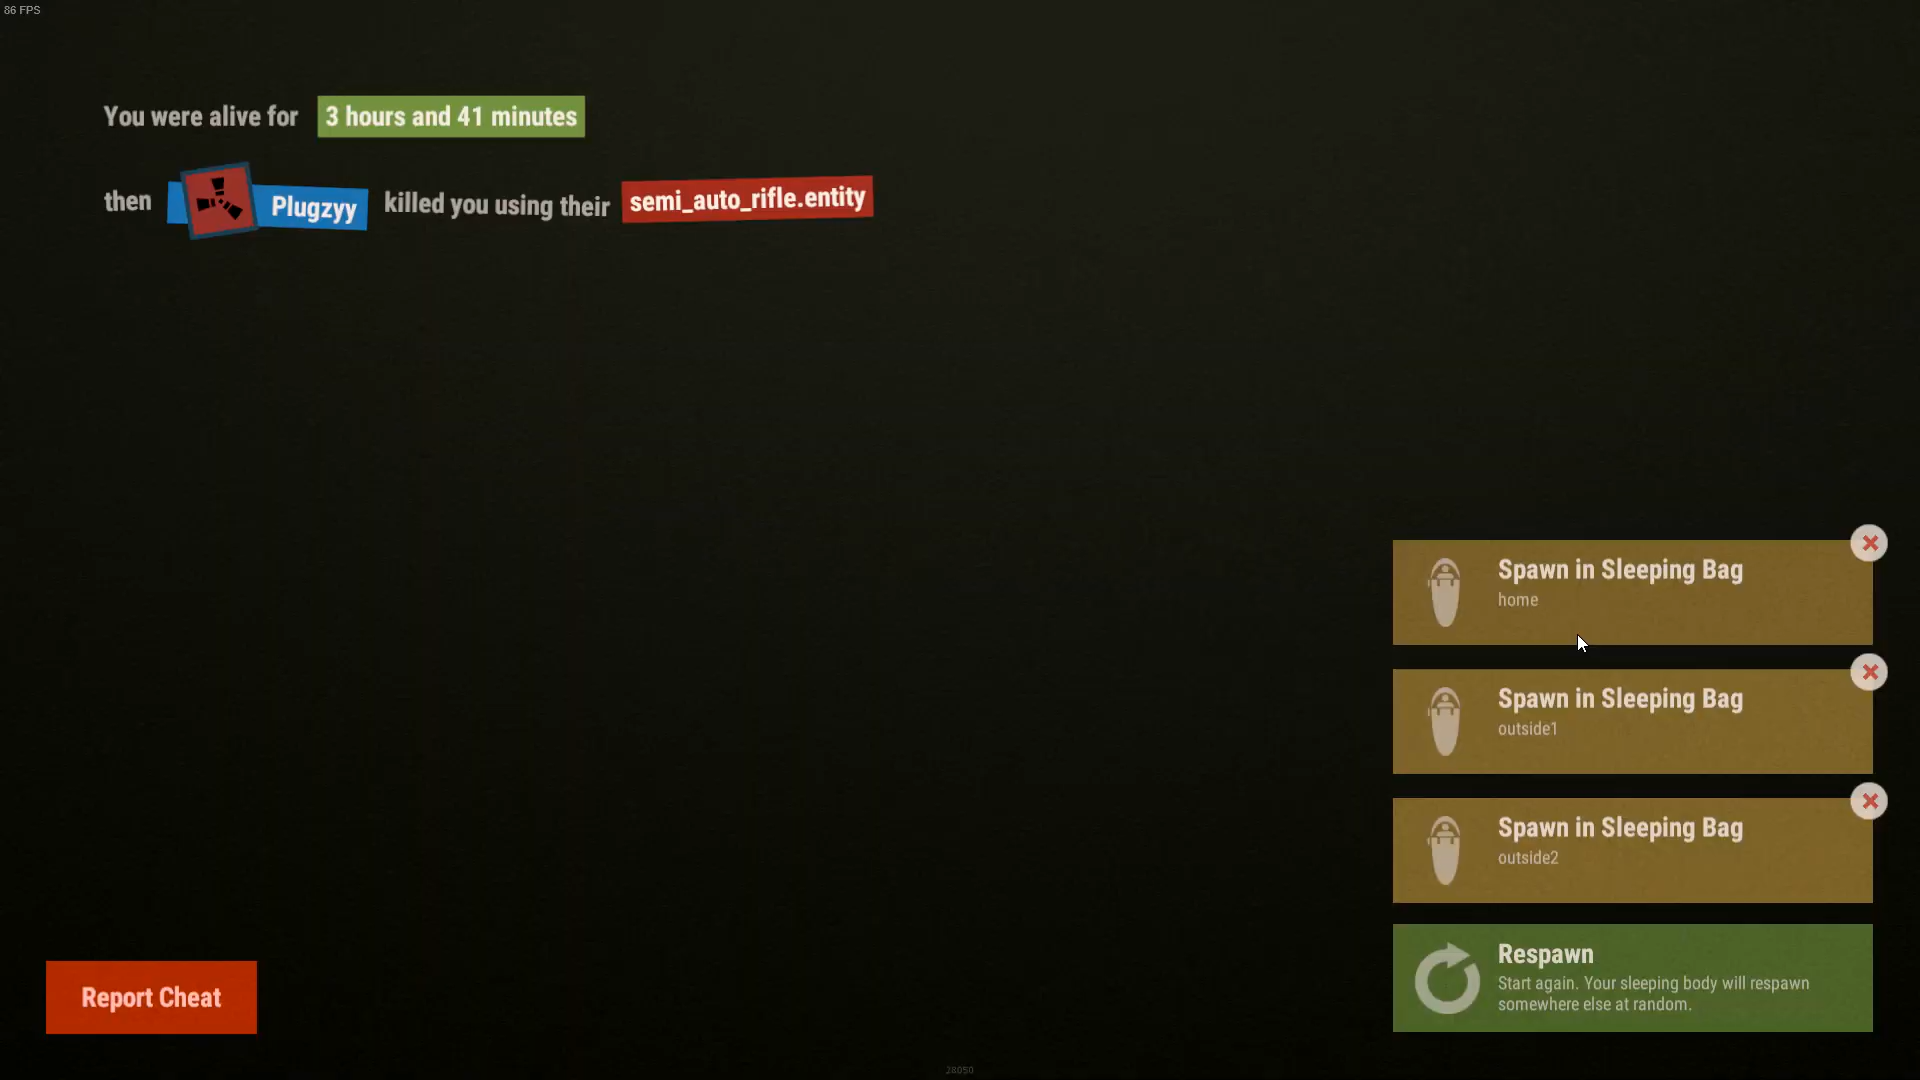 86 FPS
You were alive for 3 hours and 41 minutes
then Plugzyy killed you using their semi_auto_rifle.entity
Spawn in Sleeping Bag
home
Spawn in Sleeping Bag
outside1
Spawn in Sleeping Bag
outside2
Respawn
Start again. Your sleeping body will respawn
somewhere else at random.
Report Cheat
28050